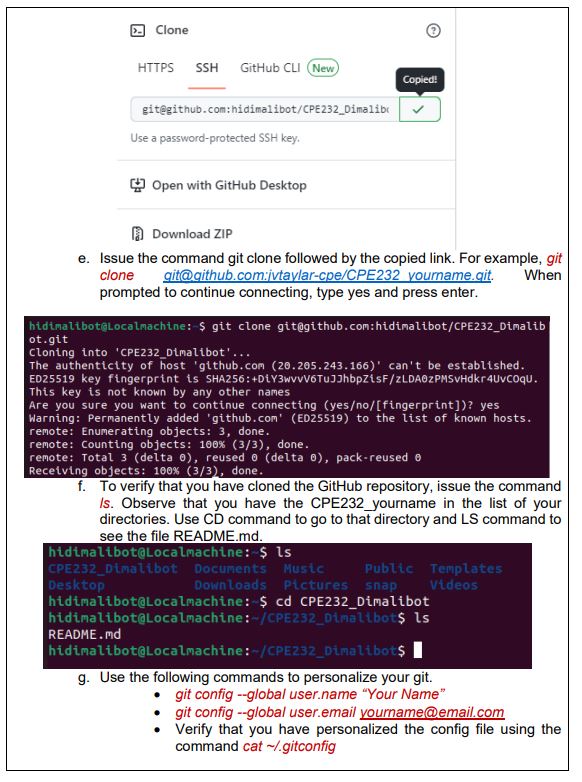 Clone
HTTPS SSH GitHub CLI New
Copied!
git@github.com:hidimalibot/CPE232_Dimalibo
Use a password-protected SSH key.
Open with GitHub Desktop
Download ZIP
e. Issue the command git clone followed by the copied link. For example, git
clone git@github.com:jvtaylar-cpe/CPE232_yourname.git. When
prompted to continue connecting, type yes and press enter.
hidimalibot@Localmachine:~$ git clone git@github.com:hidimalibot/CPE232_Dimalib
ot.git
Cloning into 'CPE232_Dimalibot'...
The authenticity of host 'github.com (20.205.243.166)' can't be established.
ED25519 key fingerprint is SHA256:+DiY3wvvV6TuJJhbpZisF/zLDA0zPMSvHdkr4UvCOqU.
This key is not known by any other names
Are you sure you want to continue connecting (yes/no/[fingerprint])? yes
Warning: Permanently added 'github.com' (ED25519) to the list of known hosts.
remote: Enumerating objects: 3, done.
remote: Counting objects: 100% (3/3), done.
remote: Total 3 (delta 0), reused 0 (delta 0), pack-reused 0
Receiving objects: 100% (3/3), done.
f. To verify that you have cloned the GitHub repository, issue the command
ls. Observe that you have the CPE232_yourname in the list of your
directories. Use CD command to go to that directory and LS command to
see the file README.md.
hidimalibot@Localmachine:~$ ls
CPE232_Dimalibot Documents Music Public Templates
Desktop Downloads Pictures snap Videos
hidimalibot@Localmachine:~$ cd CPE232_Dimalibot
hidimalibot@Localmachine:~/CPE232_Dimalibot$ ls
README.md
hidimalibot@Localmachine:~/CPE232_Dimalibot$
g. Use the following commands to personalize your git.
• git config --global user.name “Your Name”
• git config --global user.email yourname@email.com
• Verify that you have personalized the config file using the
command cat ~/.gitconfig